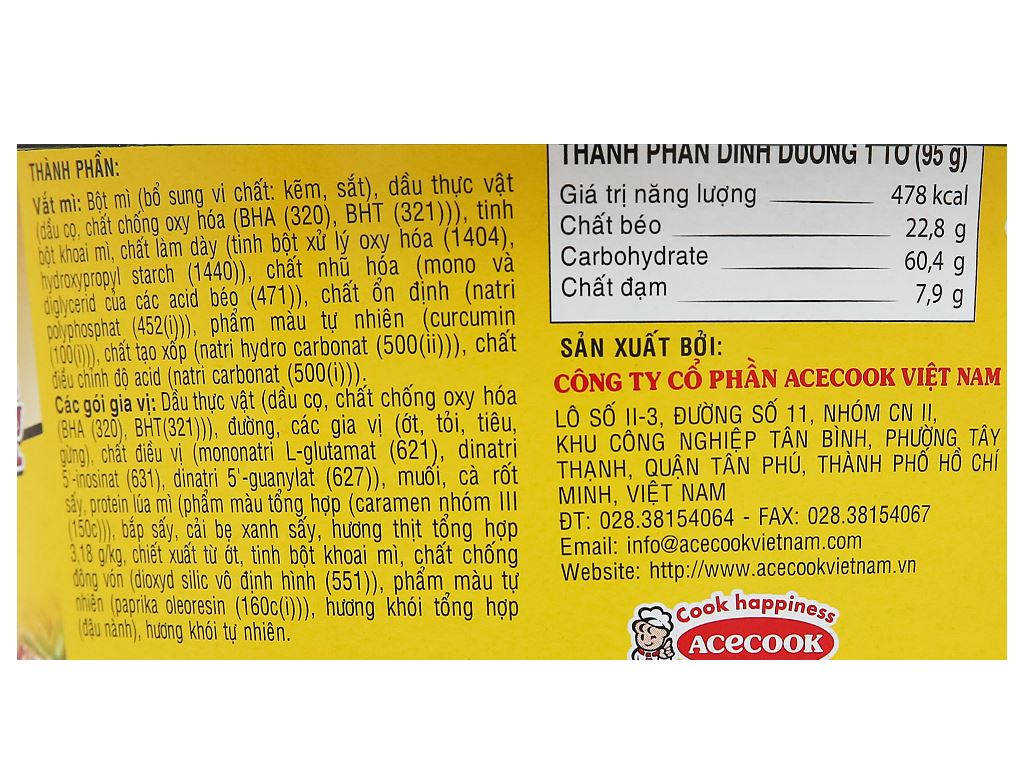 THÀNH PHẦN:
Vắt mì: Bột mì (bổ sung vi chất: kẽm, sắt), dầu thực vật
(dầu cọ, chất chống oxy hóa (BHA (320), BHT (321))), tinh
bột khoai mì, chất làm dày (tinh bột xử lý oxy hóa (1404),
hydroxypropyl starch (1440)), chất nhũ hóa (mono và
diglycerid của các acid béo (471)), chất ổn định (natri
polyphosphat (452(i))), phẩm màu tự nhiên (curcumin
(100(i))), chất tạo xốp (natri hydro carbonat (500(ii))), chất
điều chỉnh độ acid (natri carbonat (500(i))).
Các gói gia vị: Dầu thực vật (dầu cọ, chất chống oxy hóa
(BHA (320), BHT(321))), đường, các gia vị (ớt, tỏi, tiêu,
gừng), chất điều vị (mononatri L-glutamat (621), dinatri
5'-inosinat (631), dinatri 5'-guanylat (627)), muối, cà rốt
sấy, protein lúa mì (phẩm màu tổng hợp (caramen nhóm III
(150c))), bắp sấy, cải bẹ xanh sấy, hương thịt tổng hợp
3,18 g/kg, chiết xuất từ ớt, tinh bột khoai mì, chất chống
đông vón (dioxyd silic vô định hình (551)), phẩm màu tự
nhiên (paprika oleoresin (160c(i))), hương khói tổng hợp
(đậu nành), hương khói tự nhiên.
THÀNH PHẦN DINH DƯỠNG 1 TÔ (95 g)
Giá trị năng lượng 478 kcal
Chất béo 22,8 g
Carbohydrate 60,4 g
Chất đạm 7,9 g
SẢN XUẤT BỞI:
CÔNG TY CỔ PHẦN ACECOOK VIỆT NAM
LÔ SỐ II-3, ĐƯỜNG SỐ 11, NHÓM CN II,
KHU CÔNG NGHIỆP TÂN BÌNH, PHƯỜNG TÂY
THẠNH, QUẬN TÂN PHÚ, THÀNH PHỐ HỒ CHÍ
MINH, VIỆT NAM
ĐT: 028.38154064 - FAX: 028.38154067
Email: info@acecookvietnam.com
Website: http://www.acecookvietnam.vn
Cook happiness
ACECOOK